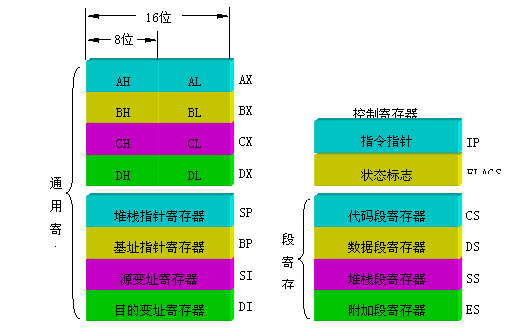 16位
8位
AH AL AX
BH BL BX
CH CL CX
DH DL DX
堆栈指针寄存器 SP
基址指针寄存器 BP
源变址寄存器 SI
目的变址寄存器 DI
通用寄
控制寄存器
指令指针 IP
状态标志 FLAGS
代码段寄存器 CS
数据段寄存器 DS
堆栈段寄存器 SS
附加段寄存器 ES
段寄存